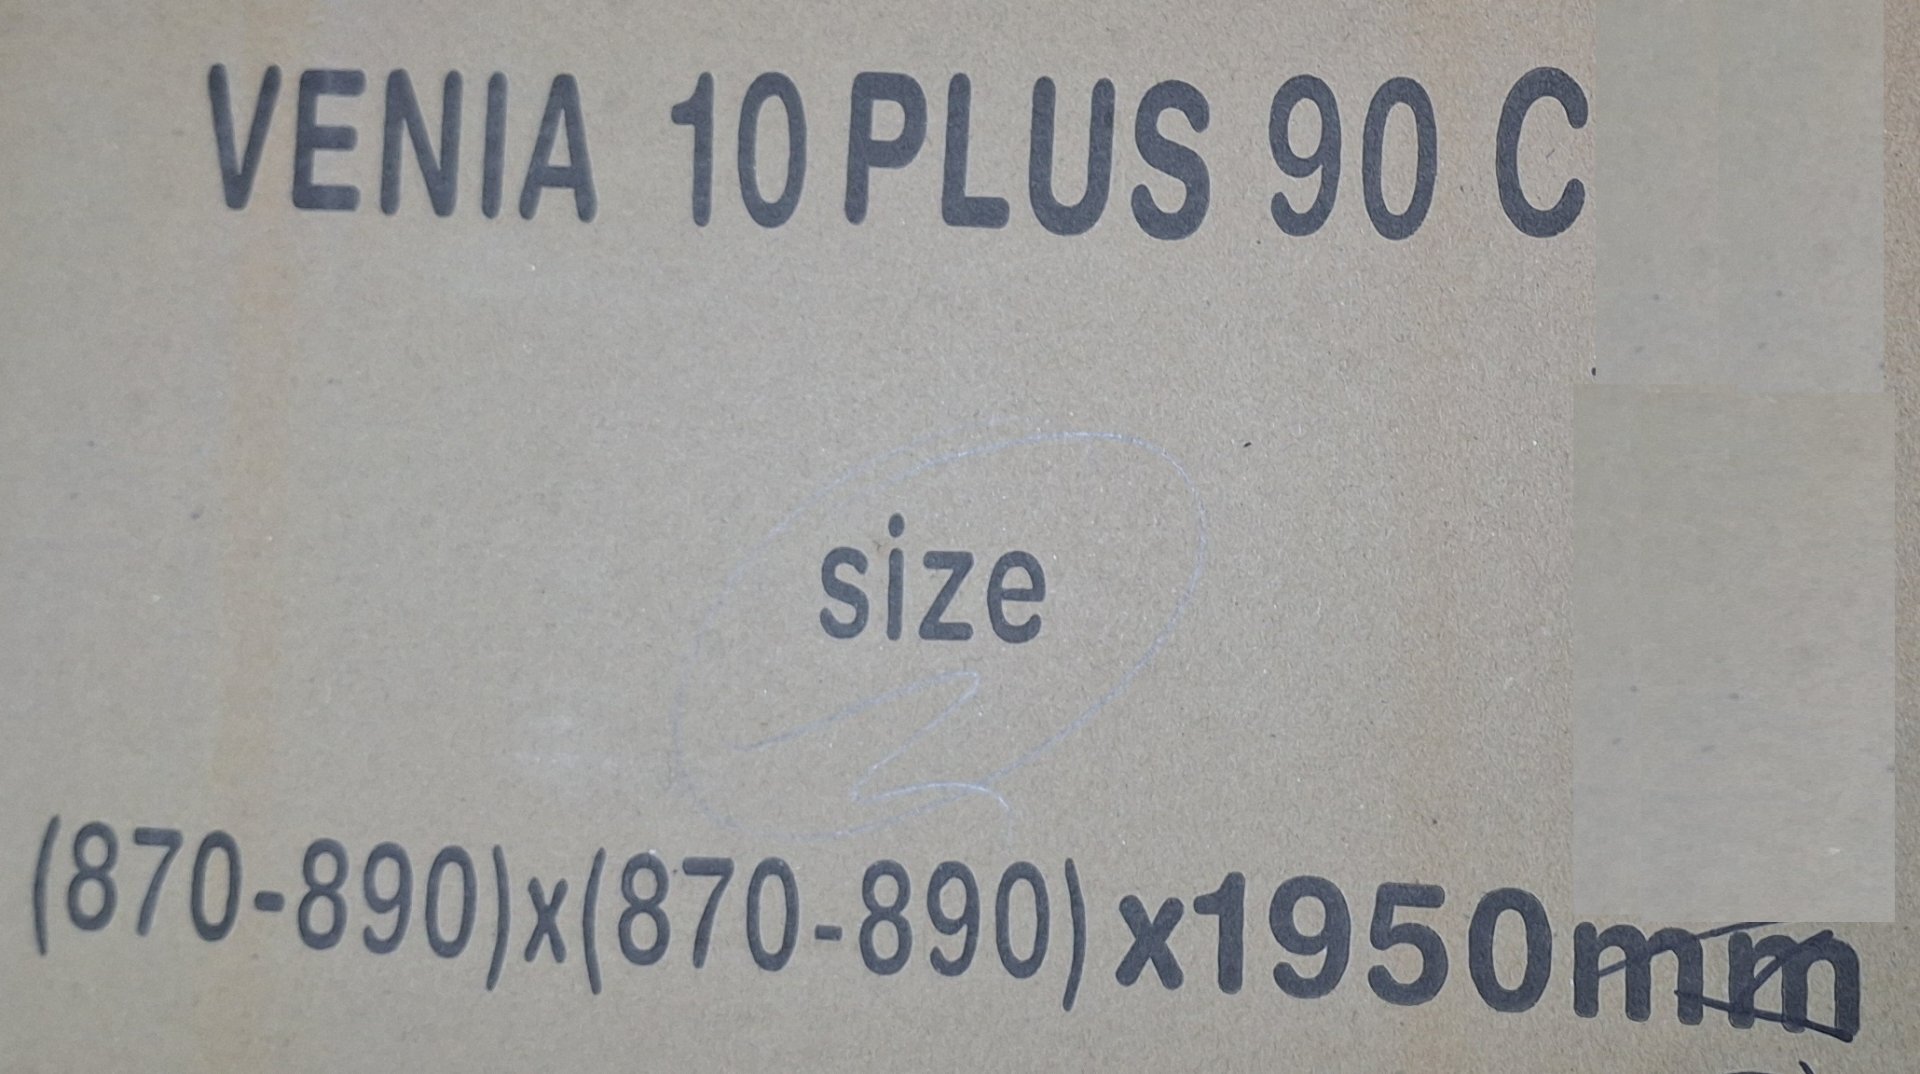 VENIA 10 PLUS 90 C
size
(870-890)x(870-890) x1950mm